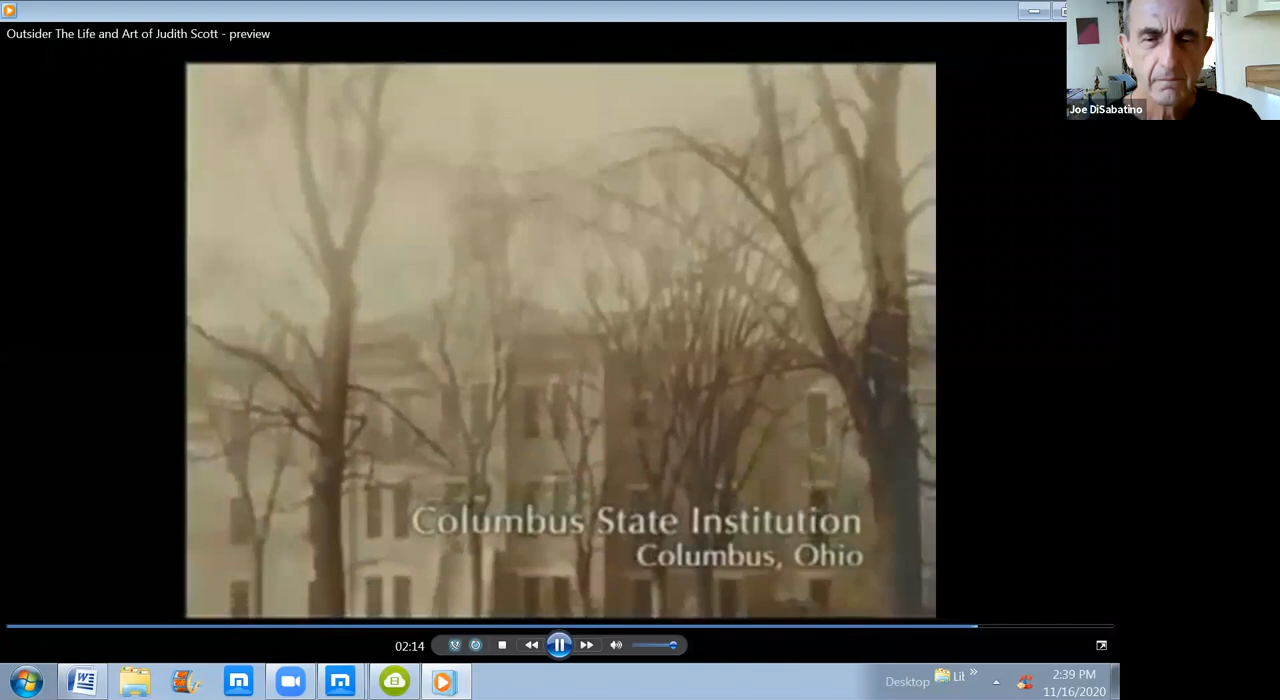 Outsider The Life and Art of Judith Scott - preview
Joe DiSabatino
Columbus State Institution
Columbus, Ohio
02:14
Desktop
Lil
»
2:39 PM
11/16/2020